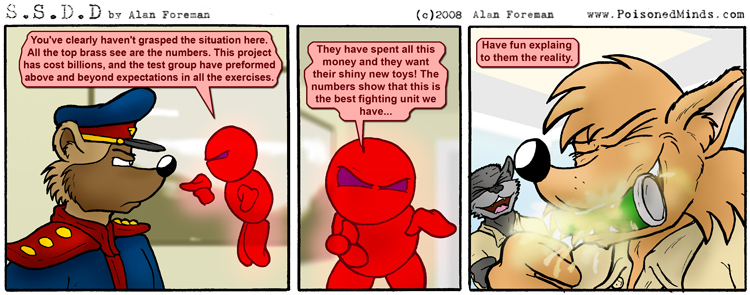 S.S.D.D by Alan Foreman (c)2008 Alan Foreman www.PoisonedMinds.com
You've clearly haven't grasped the situation here.
All the top brass see are the numbers. This project
has cost billions, and the test group have preformed
above and beyond expectations in all the exercises.
They have spent all this
money and they want
their shiny new toys! The
numbers show that this is
the best fighting unit we
have...
Have fun explaing
to them the reality.